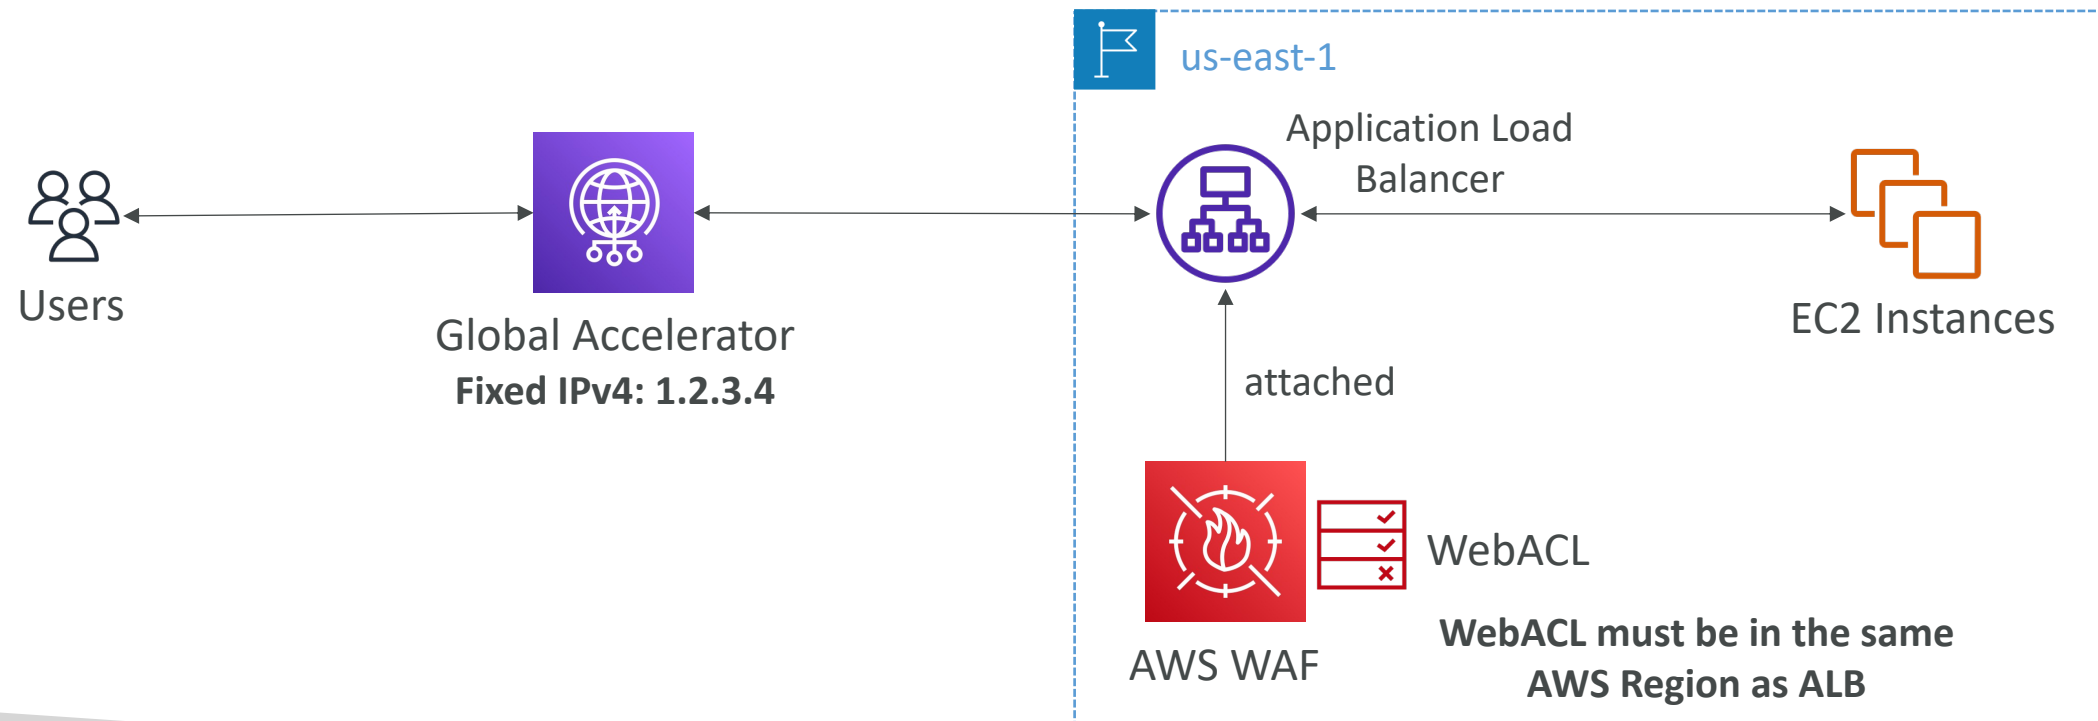 us-east-1
Application Load
Balancer
Users
Global Accelerator
Fixed IPv4: 1.2.3.4
EC2 Instances
attached
WebACL
AWS WAF
WebACL must be in the same
AWS Region as ALB